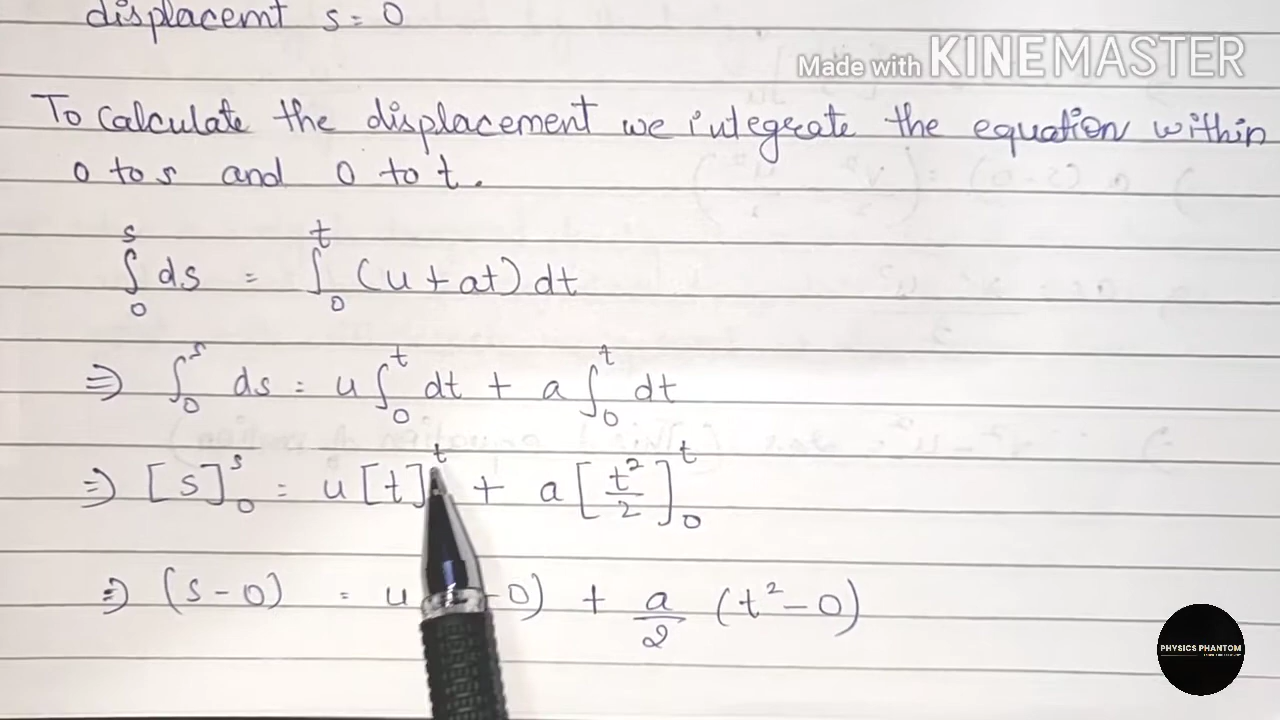 displacemt s = 0
Made with KINEMASTER
To calculate the displacement we integrate the equation within
0 to s and 0 to t.
∫₀ˢ ds = ∫₀ᵗ (u + at) dt
⇒ ∫₀ˢ ds = u ∫₀ᵗ dt + a ∫₀ᵗ dt
⇒ [s]₀ˢ = u [t]ᵗ + a [t²/2]₀ᵗ
⇒ (s - 0) = u - 0) + a/2 (t² - 0)
PHYSICS PHANTOM